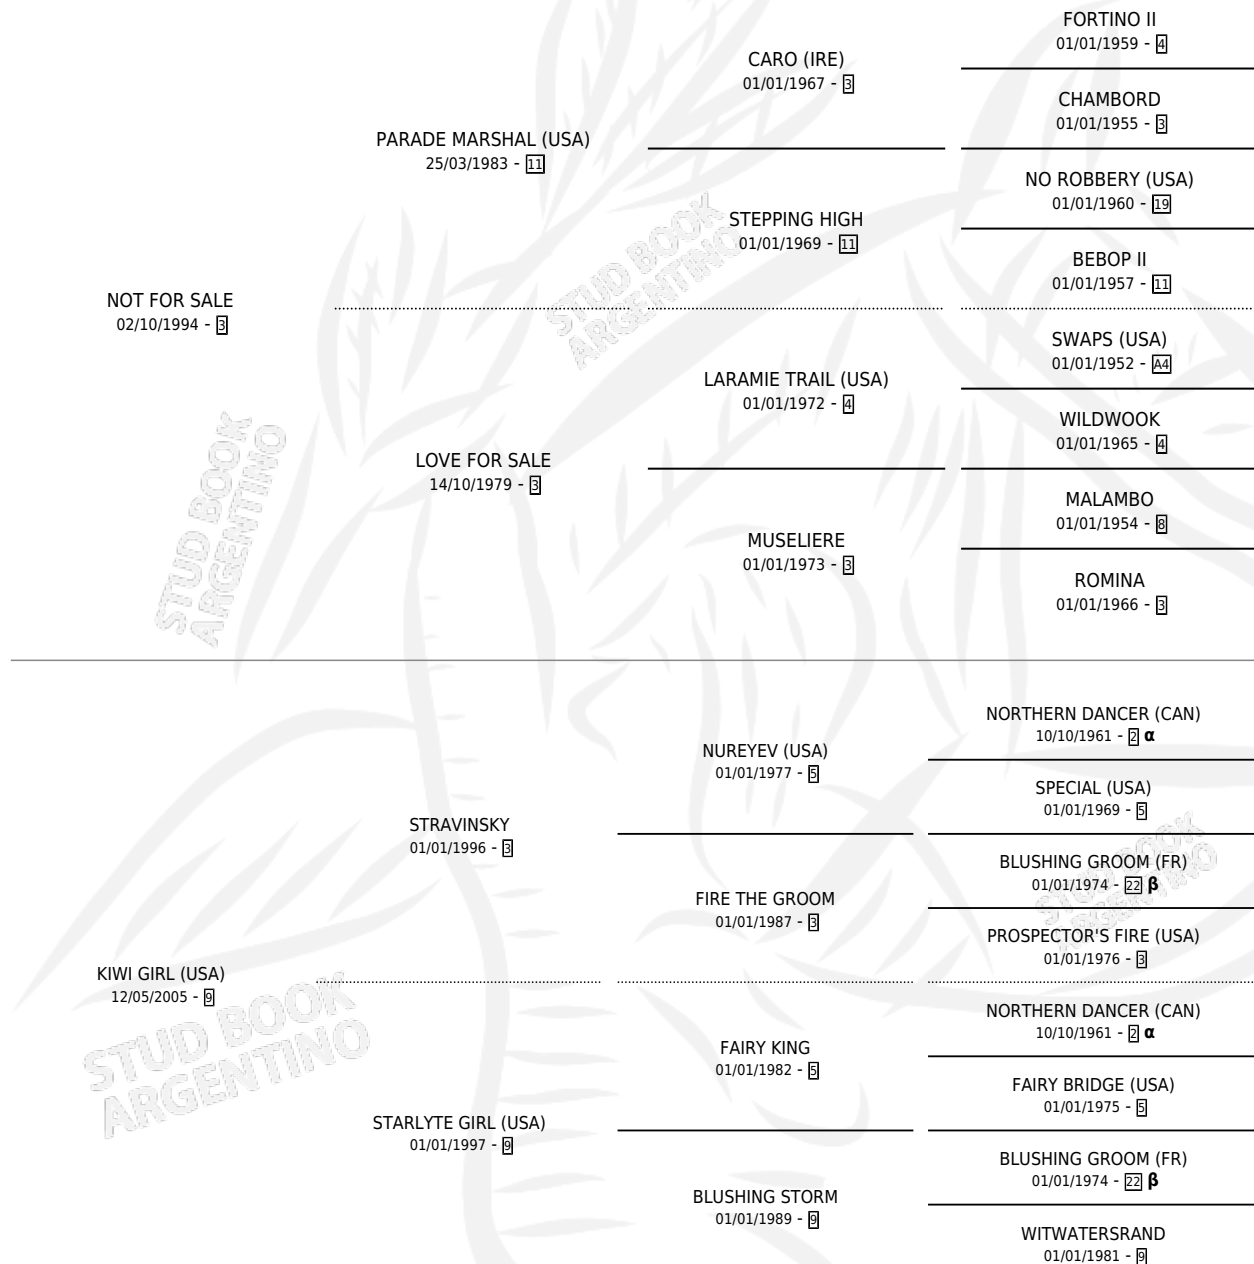 FORTINO II
01/01/1959 - 4
CARO (IRE)
01/01/1967 - 3
CHAMBORD
01/01/1955 - 3
PARADE MARSHAL (USA)
25/03/1983 - 11
NO ROBBERY (USA)
01/01/1960 - 19
STEPPING HIGH
01/01/1969 - 11
BEBOP II
01/01/1957 - 11
NOT FOR SALE
02/10/1994 - 3
SWAPS (USA)
01/01/1952 - A4
LARAMIE TRAIL (USA)
01/01/1972 - 4
WILDWOOK
01/01/1965 - 4
LOVE FOR SALE
14/10/1979 - 3
MALAMBO
01/01/1954 - 8
MUSELIERE
01/01/1973 - 3
ROMINA
01/01/1966 - 3
STUD BOOK
ARGENTINO
STUD BOOK
ARGENTINO
NORTHERN DANCER (CAN)
10/10/1961 - 2 α
NUREYEV (USA)
01/01/1977 - 5
SPECIAL (USA)
01/01/1969 - 5
STRAVINSKY
01/01/1996 - 3
BLUSHING GROOM (FR)
01/01/1974 - 22 β
FIRE THE GROOM
01/01/1987 - 3
PROSPECTOR'S FIRE (USA)
01/01/1976 - 3
KIWI GIRL (USA)
12/05/2005 - 9
NORTHERN DANCER (CAN)
10/10/1961 - 2 α
FAIRY KING
01/01/1982 - 5
FAIRY BRIDGE (USA)
01/01/1975 - 5
STARLYTE GIRL (USA)
01/01/1997 - 9
BLUSHING GROOM (FR)
01/01/1974 - 22 β
BLUSHING STORM
01/01/1989 - 9
WITWATERSRAND
01/01/1981 - 9
STUD BOOK
ARGENTINO
STUD BOOK
ARGENTINO